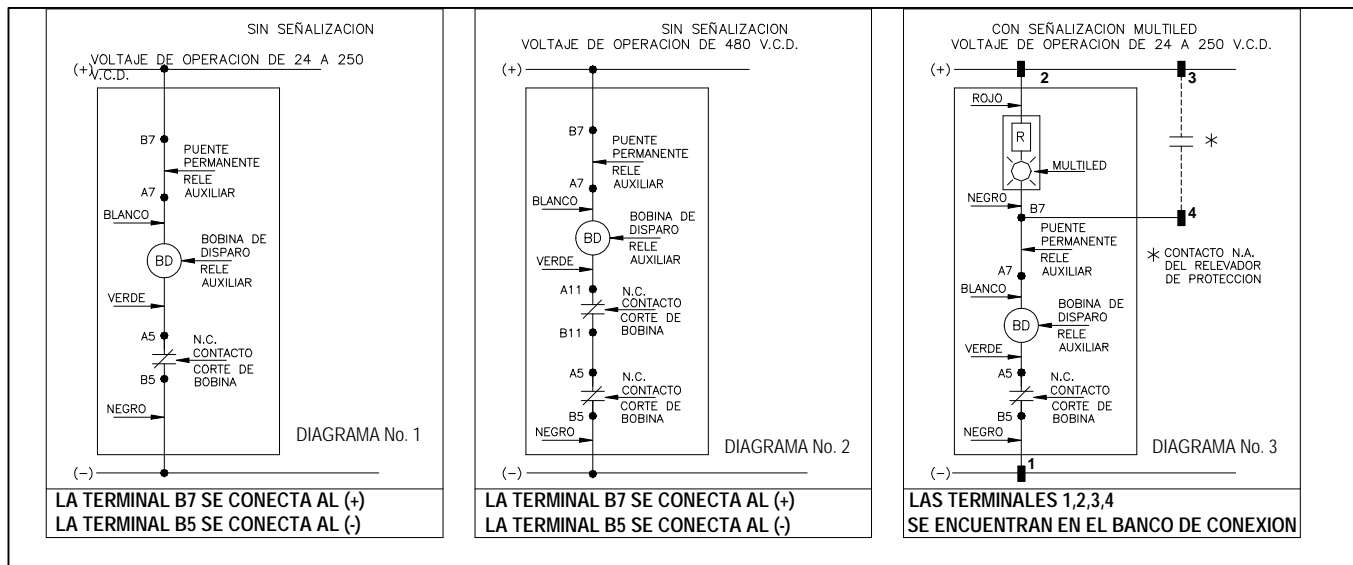 SIN SEÑALIZACION
VOLTAJE DE OPERACION DE 24 A 250
V.C.D.
(+)
B7
PUENTE
PERMANENTE
RELE
AUXILIAR
A7
BLANCO
BOBINA DE
DISPARO
BD
RELE
AUXILIAR
VERDE
A5
N.C.
CONTACTO
CORTE DE
BOBINA
B5
NEGRO
DIAGRAMA No. 1
(-)
LA TERMINAL B7 SE CONECTA AL (+)
LA TERMINAL B5 SE CONECTA AL (-)
SIN SEÑALIZACION
VOLTAJE DE OPERACION DE 480 V.C.D.
(+)
B7
PUENTE
PERMANENTE
RELE
AUXILIAR
A7
BLANCO
BOBINA DE
DISPARO
BD
RELE
AUXILIAR
VERDE
A11
N.C.
CONTACTO
CORTE DE
BOBINA
B11
A5
N.C.
CONTACTO
CORTE DE
BOBINA
B5
NEGRO
DIAGRAMA No. 2
(-)
LA TERMINAL B7 SE CONECTA AL (+)
LA TERMINAL B5 SE CONECTA AL (-)
CON SEÑALIZACION MULTILED
VOLTAJE DE OPERACION DE 24 A 250 V.C.D.
(+)
2
3
ROJO
R
*
MULTILED
NEGRO
B7
4
PUENTE
PERMANENTE
RELE
AUXILIAR
* CONTACTO N.A.
DEL RELEVADOR
DE PROTECCION
A7
BLANCO
BOBINA DE
DISPARO
BD
RELE
AUXILIAR
VERDE
A5
N.C.
CONTACTO
CORTE DE
BOBINA
B5
NEGRO
DIAGRAMA No. 3
(-)
1
LAS TERMINALES 1,2,3,4
SE ENCUENTRAN EN EL BANCO DE CONEXION